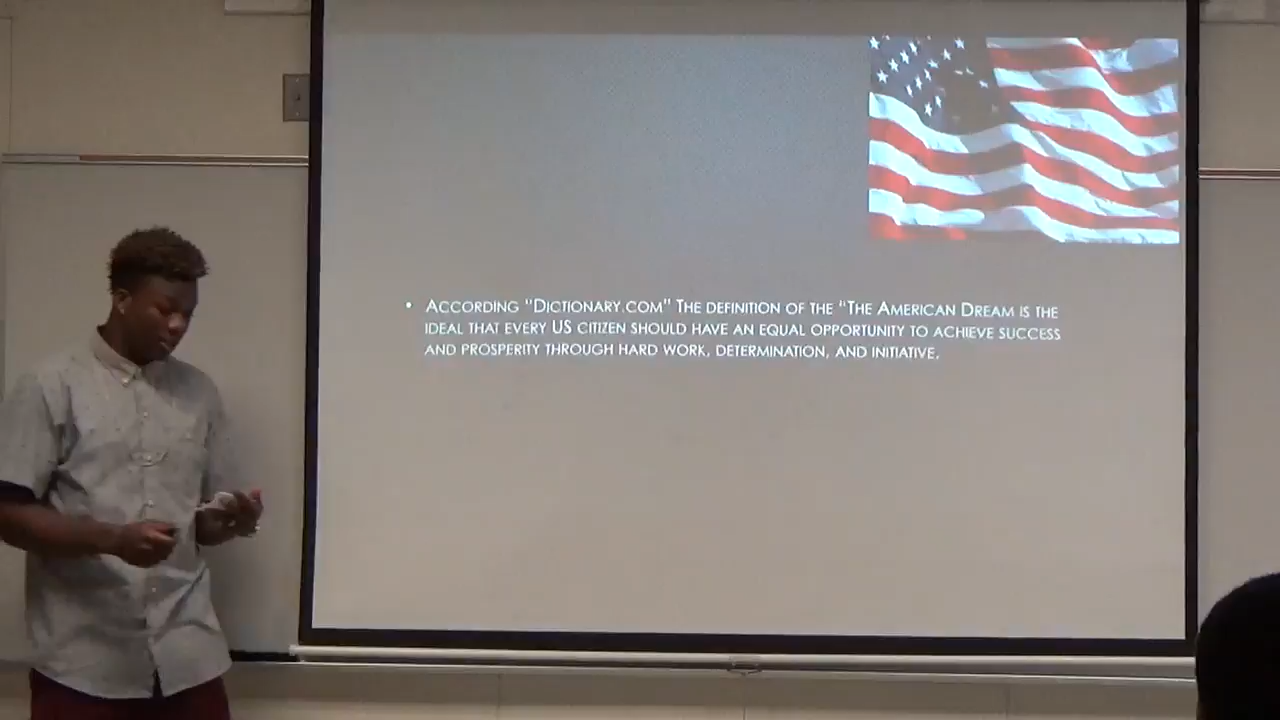 • According "Dictionary.com" The definition of the "The American Dream is the
ideal that every US citizen should have an equal opportunity to achieve success
and prosperity through hard work, determination, and initiative.